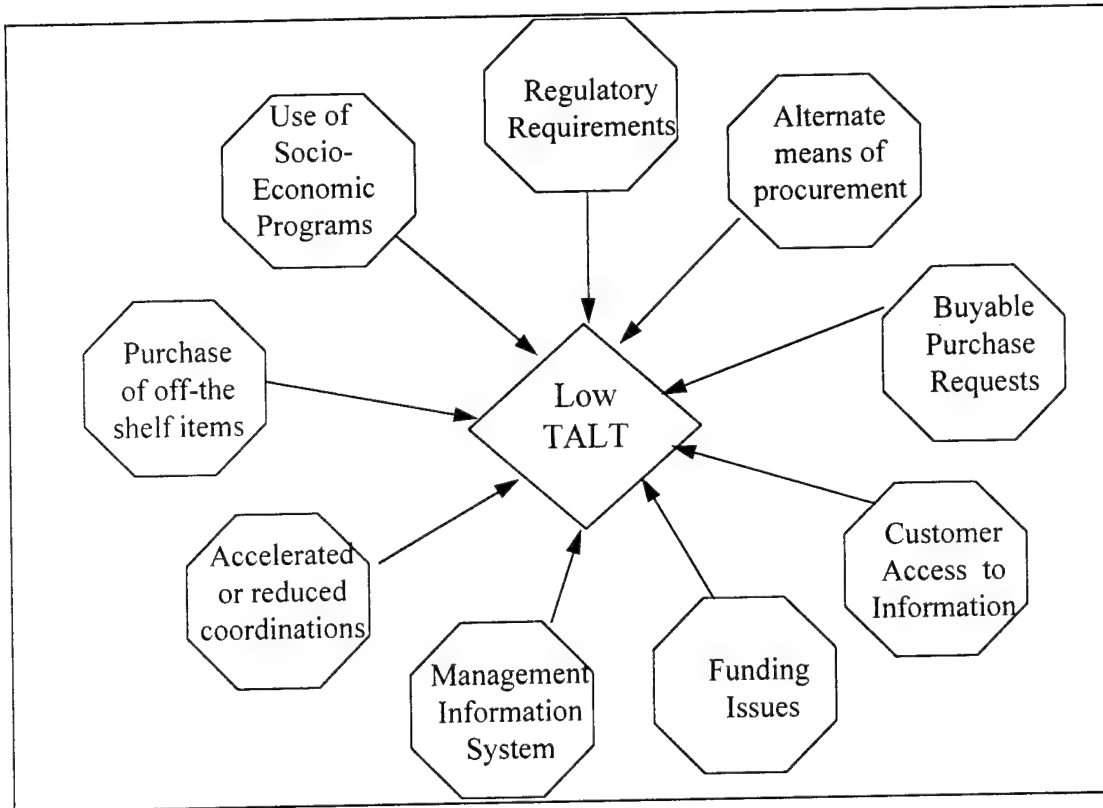 Regulatory
Requirements
Use of
Socio-
Economic
Programs
Alternate
means of
procurement
Buyable
Purchase
Requests
Purchase
of off-the
shelf items
Low
TALT
Customer
Access to
Information
Accelerated
or reduced
coordinations
Management
Information
System
Funding
Issues